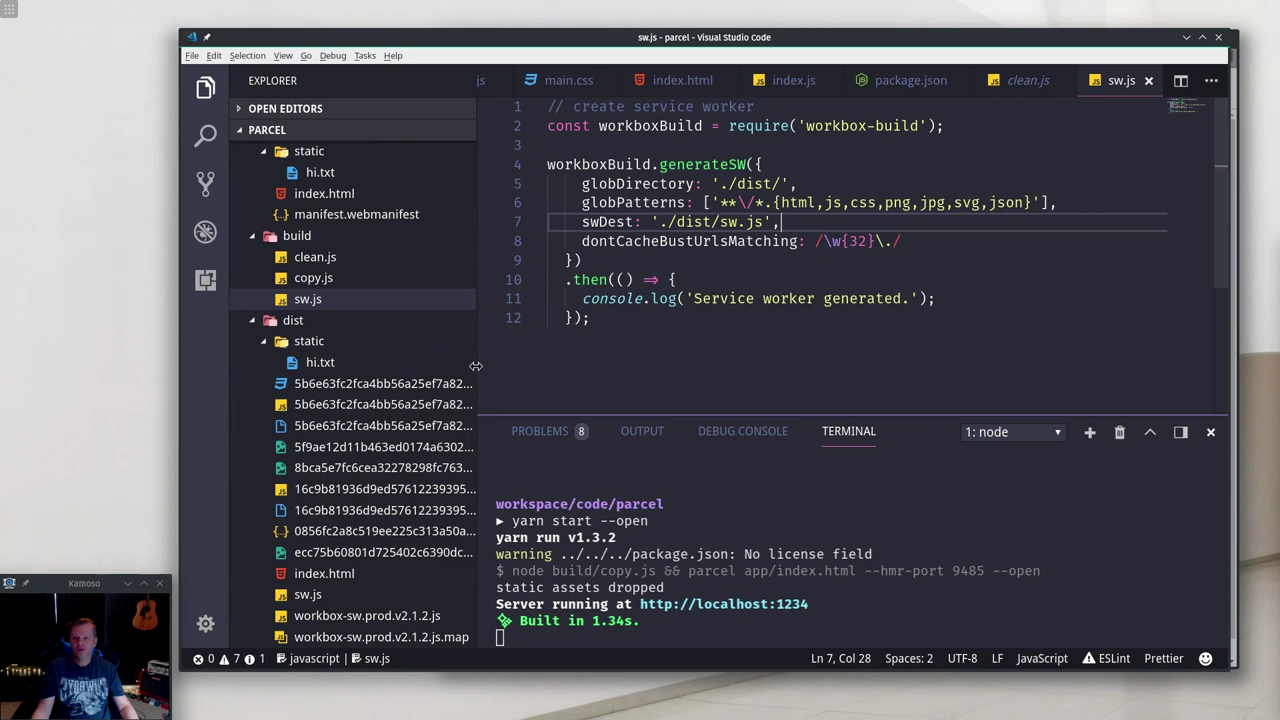 sw.js - parcel - Visual Studio Code
File Edit Selection View Go Debug Tasks Help
EXPLORER
OPEN EDITORS
PARCEL
static
hi.txt
index.html
manifest.webmanifest
build
clean.js
copy.js
sw.js
dist
static
hi.txt
5b6e63fc2fca4bb56a25ef7a82...
5b6e63fc2fca4bb56a25ef7a82...
5b6e63fc2fca4bb56a25ef7a82...
5f9ae12d11b463ed0174a6302...
8bca5e7fc6cea32278298fc763...
16c9b81936d9ed57612239395...
16c9b81936d9ed57612239395...
0856fc2a8c519ee225c313a50a...
ecc75b60801d725402c6390dc...
index.html
sw.js
workbox-sw.prod.v2.1.2.js
workbox-sw.prod.v2.1.2.js.map
js main.css index.html index.js package.json clean.js sw.js
1 // create service worker
2 const workboxBuild = require('workbox-build');
3
4 workboxBuild.generateSW({
5 globDirectory: './dist/',
6 globPatterns: ['**\/*.{html,js,css,png,jpg,svg,json}'],
7 swDest: './dist/sw.js',
8 dontCacheBustUrlsMatching: /\w{32}\./
9 })
10 .then(() => {
11 console.log('Service worker generated.');
12 });
PROBLEMS 8 OUTPUT DEBUG CONSOLE TERMINAL 1: node
workspace/code/parcel
▶ yarn start --open
yarn run v1.3.2
warning ../../../package.json: No license field
$ node build/copy.js && parcel app/index.html --hmr-port 9485 --open
static assets dropped
Server running at http://localhost:1234
✨ Built in 1.34s.
0 7 1 javascript sw.js Ln 7, Col 28 Spaces: 2 UTF-8 LF JavaScript ESLint Prettier
Kamoso